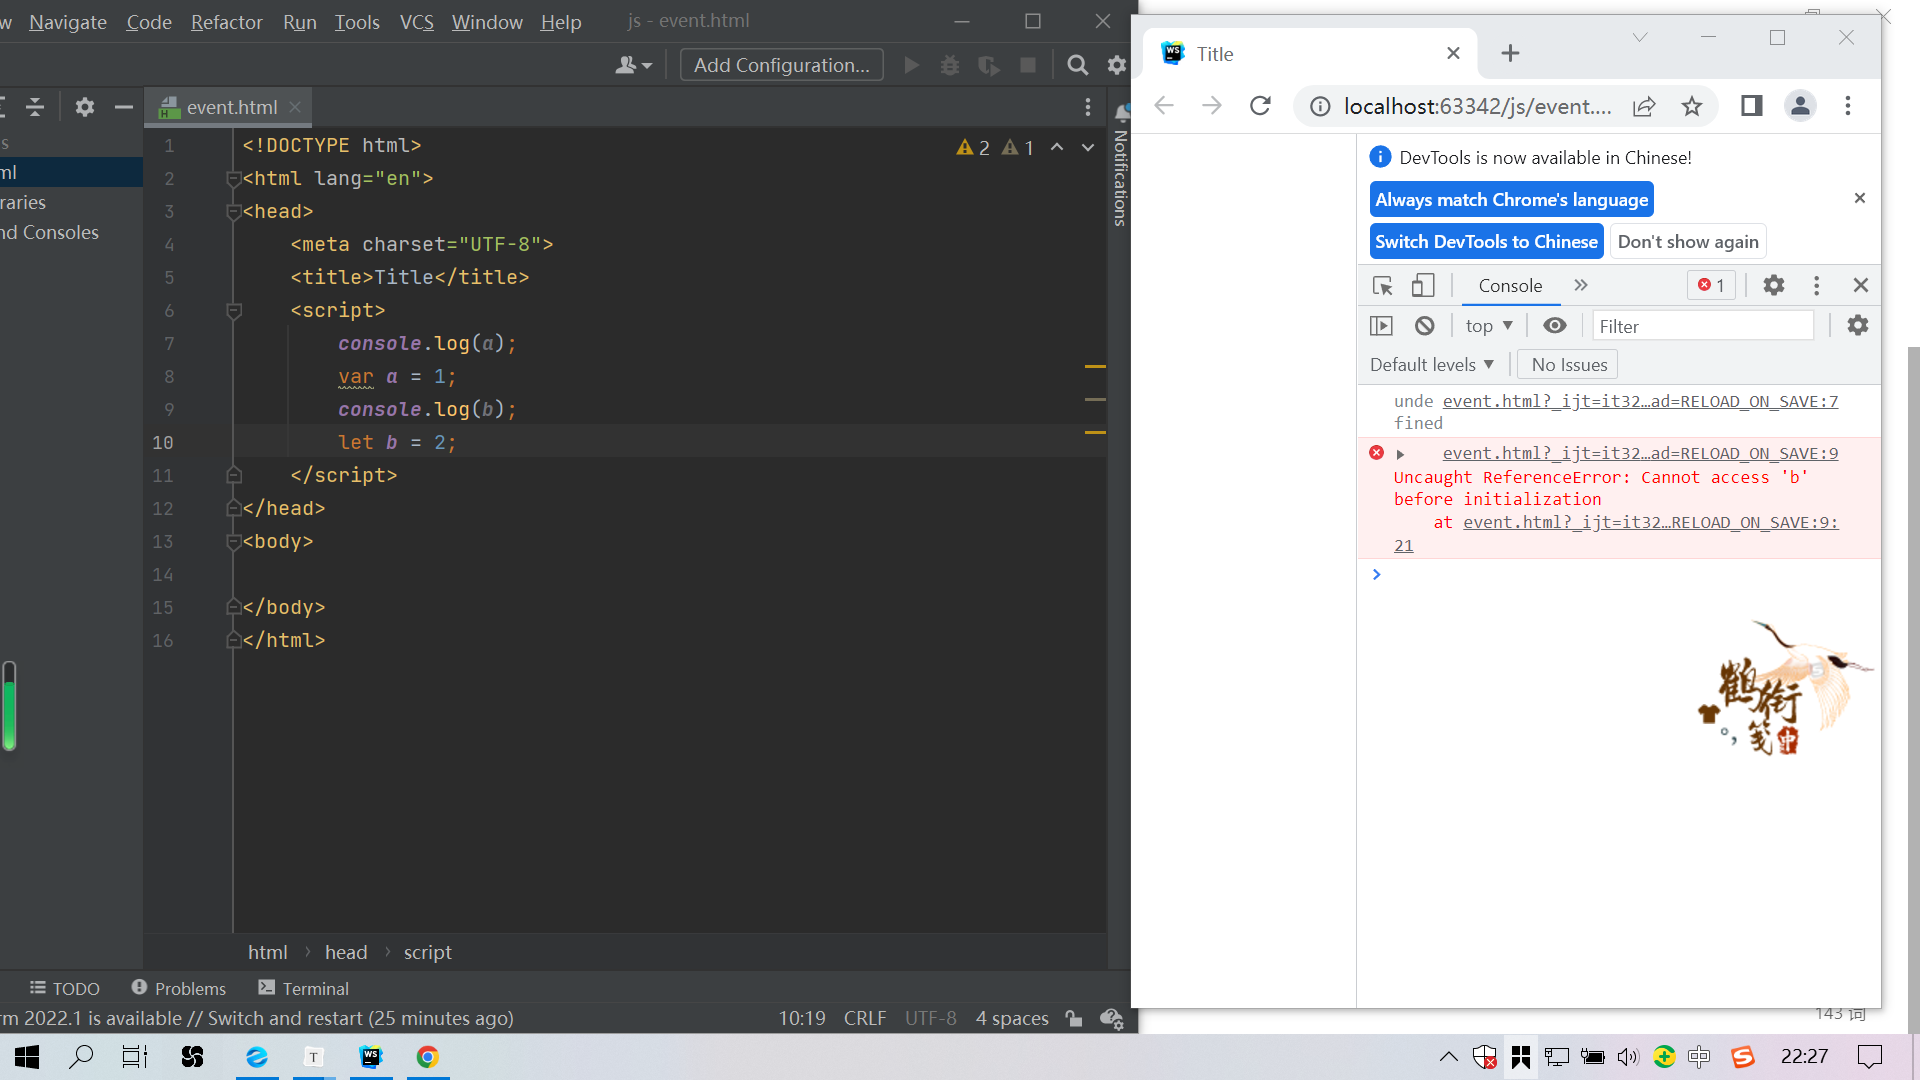 w Navigate Code Refactor Run Tools VCS Window Help js - event.html
Add Configuration...
event.html
s
ml
raries
nd Consoles
2 1
1 <!DOCTYPE html>
2 <html lang="en">
3 <head>
4 <meta charset="UTF-8">
5 <title>Title</title>
6 <script>
7 console.log(a);
8 var a = 1;
9 console.log(b);
10 let b = 2;
11 </script>
12 </head>
13 <body>
14
15 </body>
16 </html>
Notifications
html head script
TODO Problems Terminal
rm 2022.1 is available // Switch and restart (25 minutes ago) 10:19 CRLF UTF-8 4 spaces
Title
localhost:63342/js/event....
DevTools is now available in Chinese!
Always match Chrome's language
Switch DevTools to Chinese Don't show again
Console 1
top Filter
Default levels No Issues
unde event.html?_ijt=it32…ad=RELOAD_ON_SAVE:7
fined
event.html?_ijt=it32…ad=RELOAD_ON_SAVE:9
Uncaught ReferenceError: Cannot access 'b'
before initialization
at event.html?_ijt=it32…RELOAD_ON_SAVE:9:
21
鹤衔笺
中
143 词
22:27